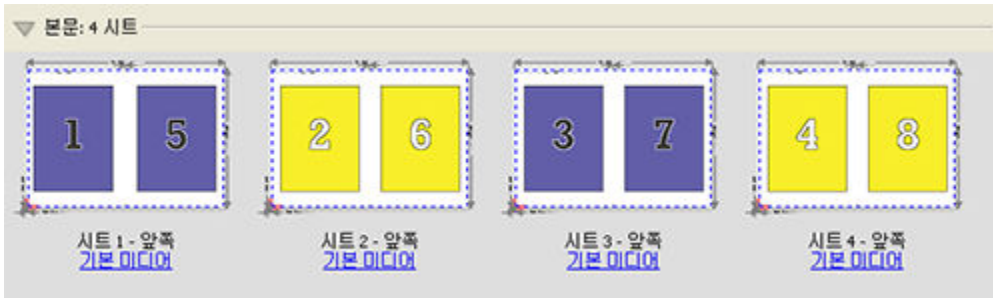 본문: 4 시트
1 5 2 6 3 7 4 8
시트 1 - 앞쪽 시트 2 - 앞쪽 시트 3 - 앞쪽 시트 4 - 앞쪽
기본 미디어 기본 미디어 기본 미디어 기본 미디어